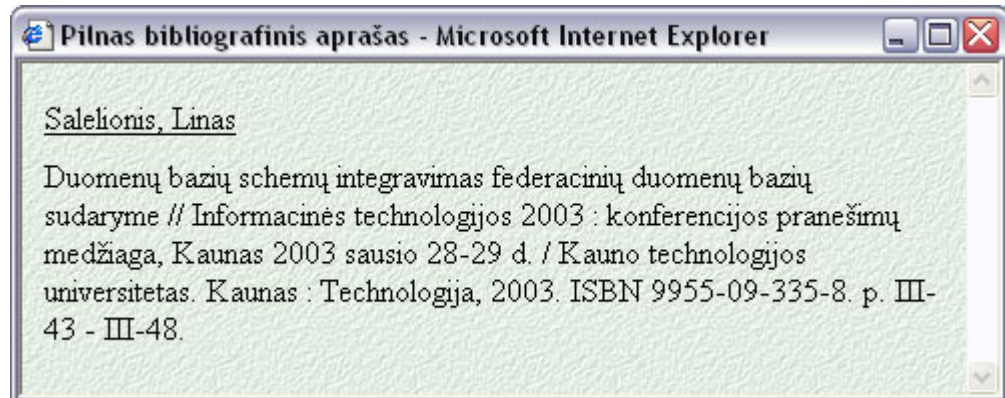 Pilnas bibliografinis aprašas - Microsoft Internet Explorer
Salelionis, Linas
Duomenų bazių schemų integravimas federacinių duomenų bazių
sudaryme // Informacinės technologijos 2003 : konferencijos pranešimų
medžiaga, Kaunas 2003 sausio 28-29 d. / Kauno technologijos
universitetas. Kaunas : Technologija, 2003. ISBN 9955-09-335-8. p. III-
43 - III-48.